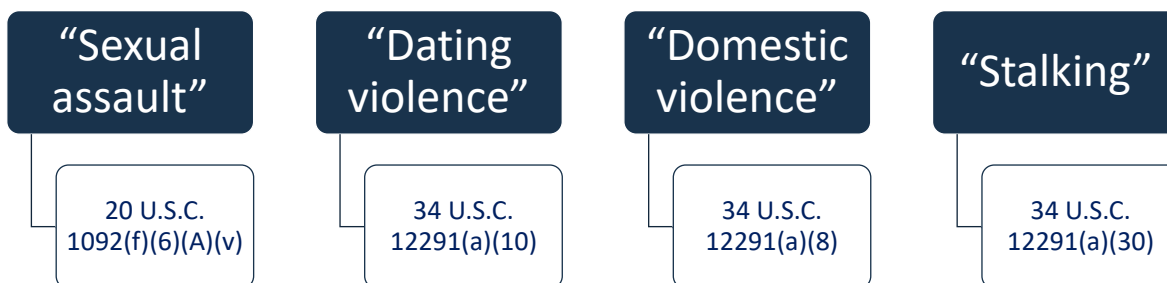 “Sexual
assault”
20 U.S.C.
1092(f)(6)(A)(v)
“Dating
violence”
34 U.S.C.
12291(a)(10)
“Domestic
violence”
34 U.S.C.
12291(a)(8)
“Stalking”
34 U.S.C.
12291(a)(30)